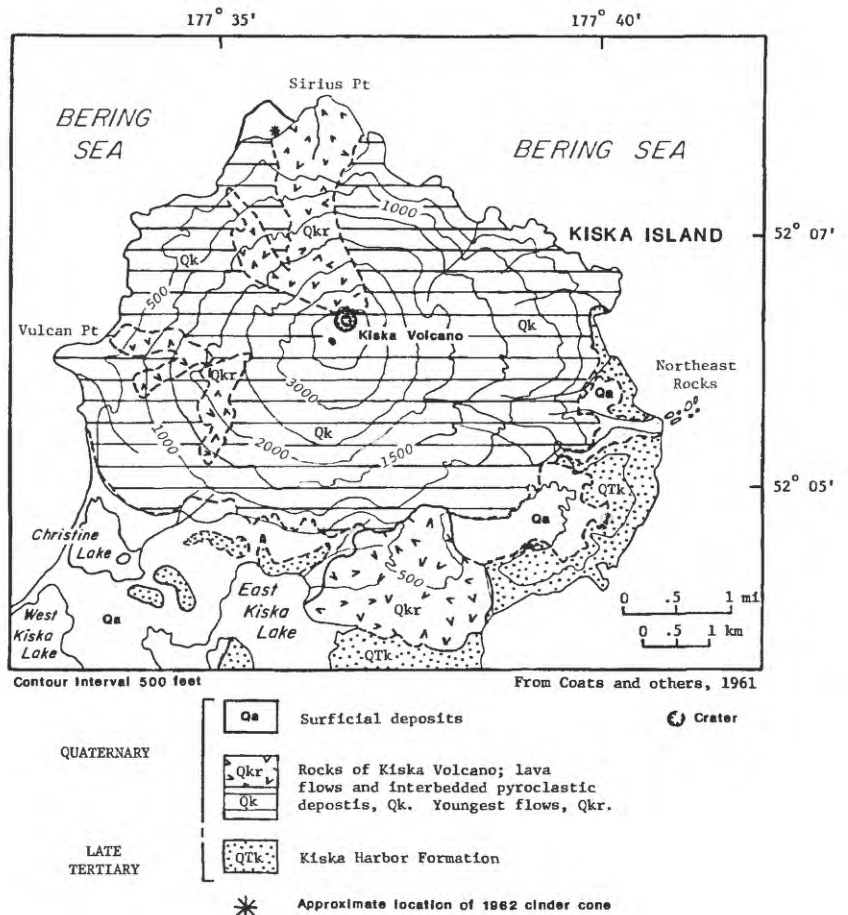 177° 35'
177° 40'
Sirius Pt
BERING
SEA
BERING SEA
1000
KISKA ISLAND
52° 07'
Qkr
Qk
500
Vulcan Pt
Kiska Volcano
Qk
Northeast
Rocks
Qkr
Qa
3000
Qk
1000
2000
1500
52° 05'
QTk
Qa
Christine
Lake
500
East
Kiska
Lake
Qkr
West
Kiska
Lake
Qa
QTk
0 .5 1 mi
0 .5 1 km
Contour Interval 500 feet
From Coats and others, 1961
QUATERNARY
Qa
Surficial deposits
Crater
Qkr
Qk
Rocks of Kiska Volcano; lava
flows and interbedded pyroclastic
depostis, Qk. Youngest flows, Qkr.
LATE
TERTIARY
QTk
Kiska Harbor Formation
Approximate location of 1962 cinder cone